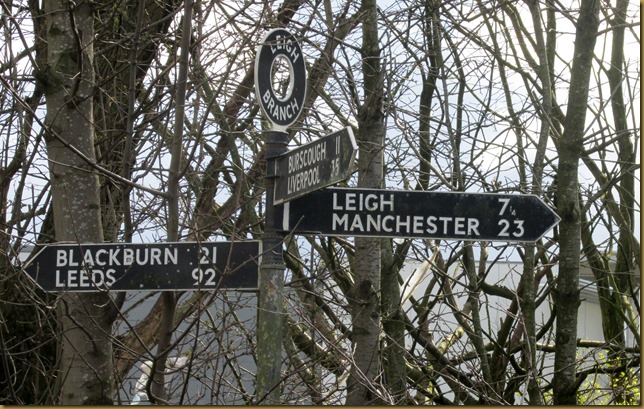 LEIGH
BRANCH
BURSCOUGH 11
LIVERPOOL 35
LEIGH 7¼
MANCHESTER 23
BLACKBURN 21
LEEDS 92